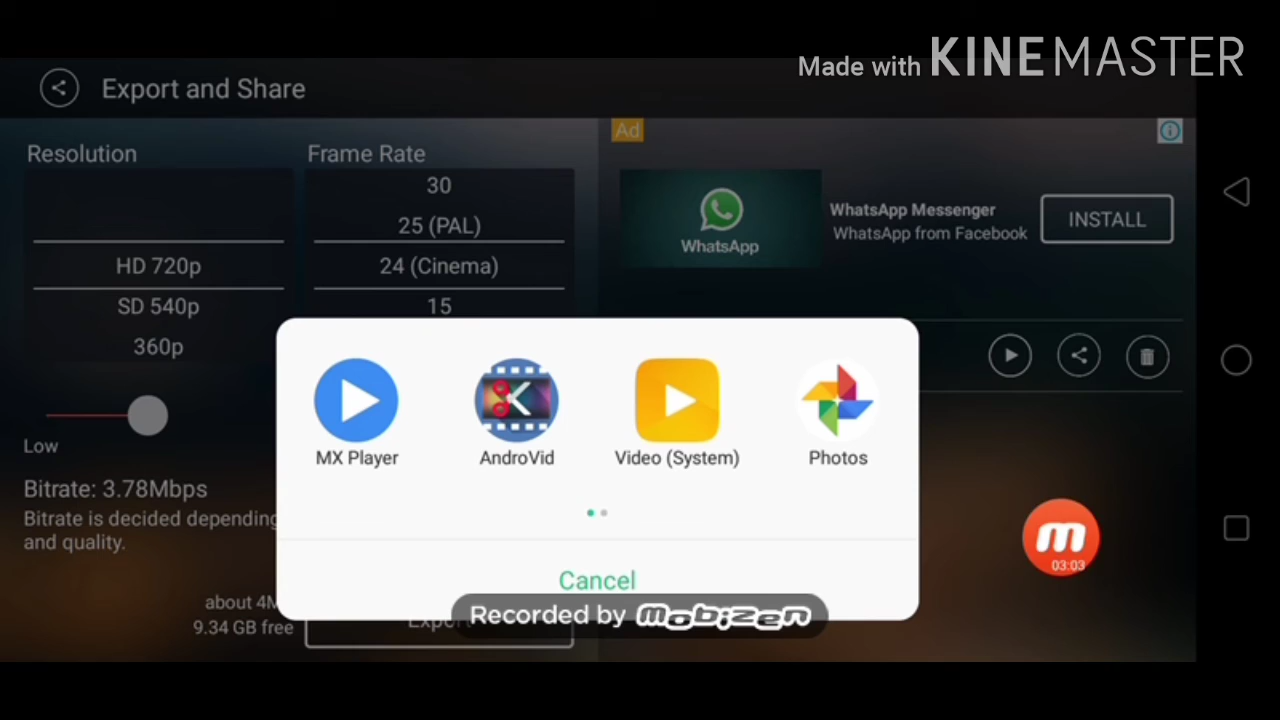 Made with KINEMASTER
Export and Share
Resolution
Frame Rate
Ad
30
25 (PAL)
HD 720p
24 (Cinema)
SD 540p
15
360p
WhatsApp
WhatsApp Messenger
WhatsApp from Facebook
INSTALL
MX Player
AndroVid
Video (System)
Photos
Low
Bitrate: 3.78Mbps
Bitrate is decided depending
and quality.
m
03:03
Cancel
about 4M
9.34 GB free
Recorded by mobizen